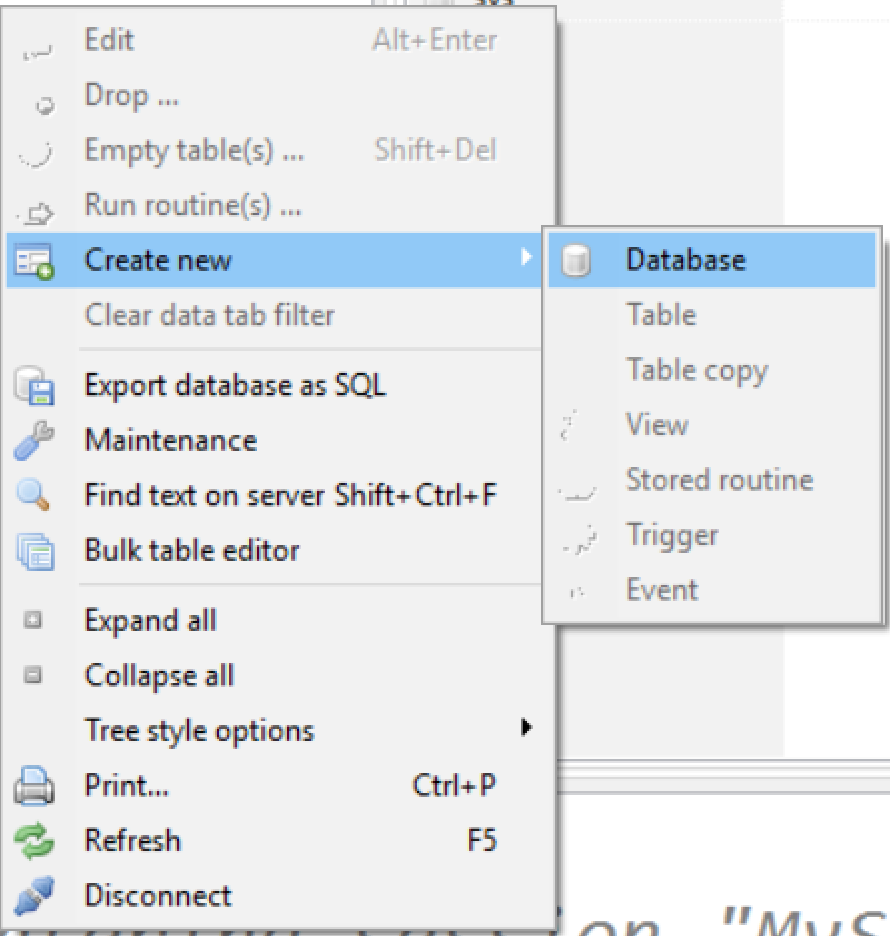 Edit Alt+Enter
Drop ...
Empty table(s) ... Shift+Del
Run routine(s) ...
Create new
Clear data tab filter
Export database as SQL
Maintenance
Find text on server Shift+Ctrl+F
Bulk table editor
Expand all
Collapse all
Tree style options
Print... Ctrl+P
Refresh F5
Disconnect
Database
Table
Table copy
View
Stored routine
Trigger
Event
"MyS